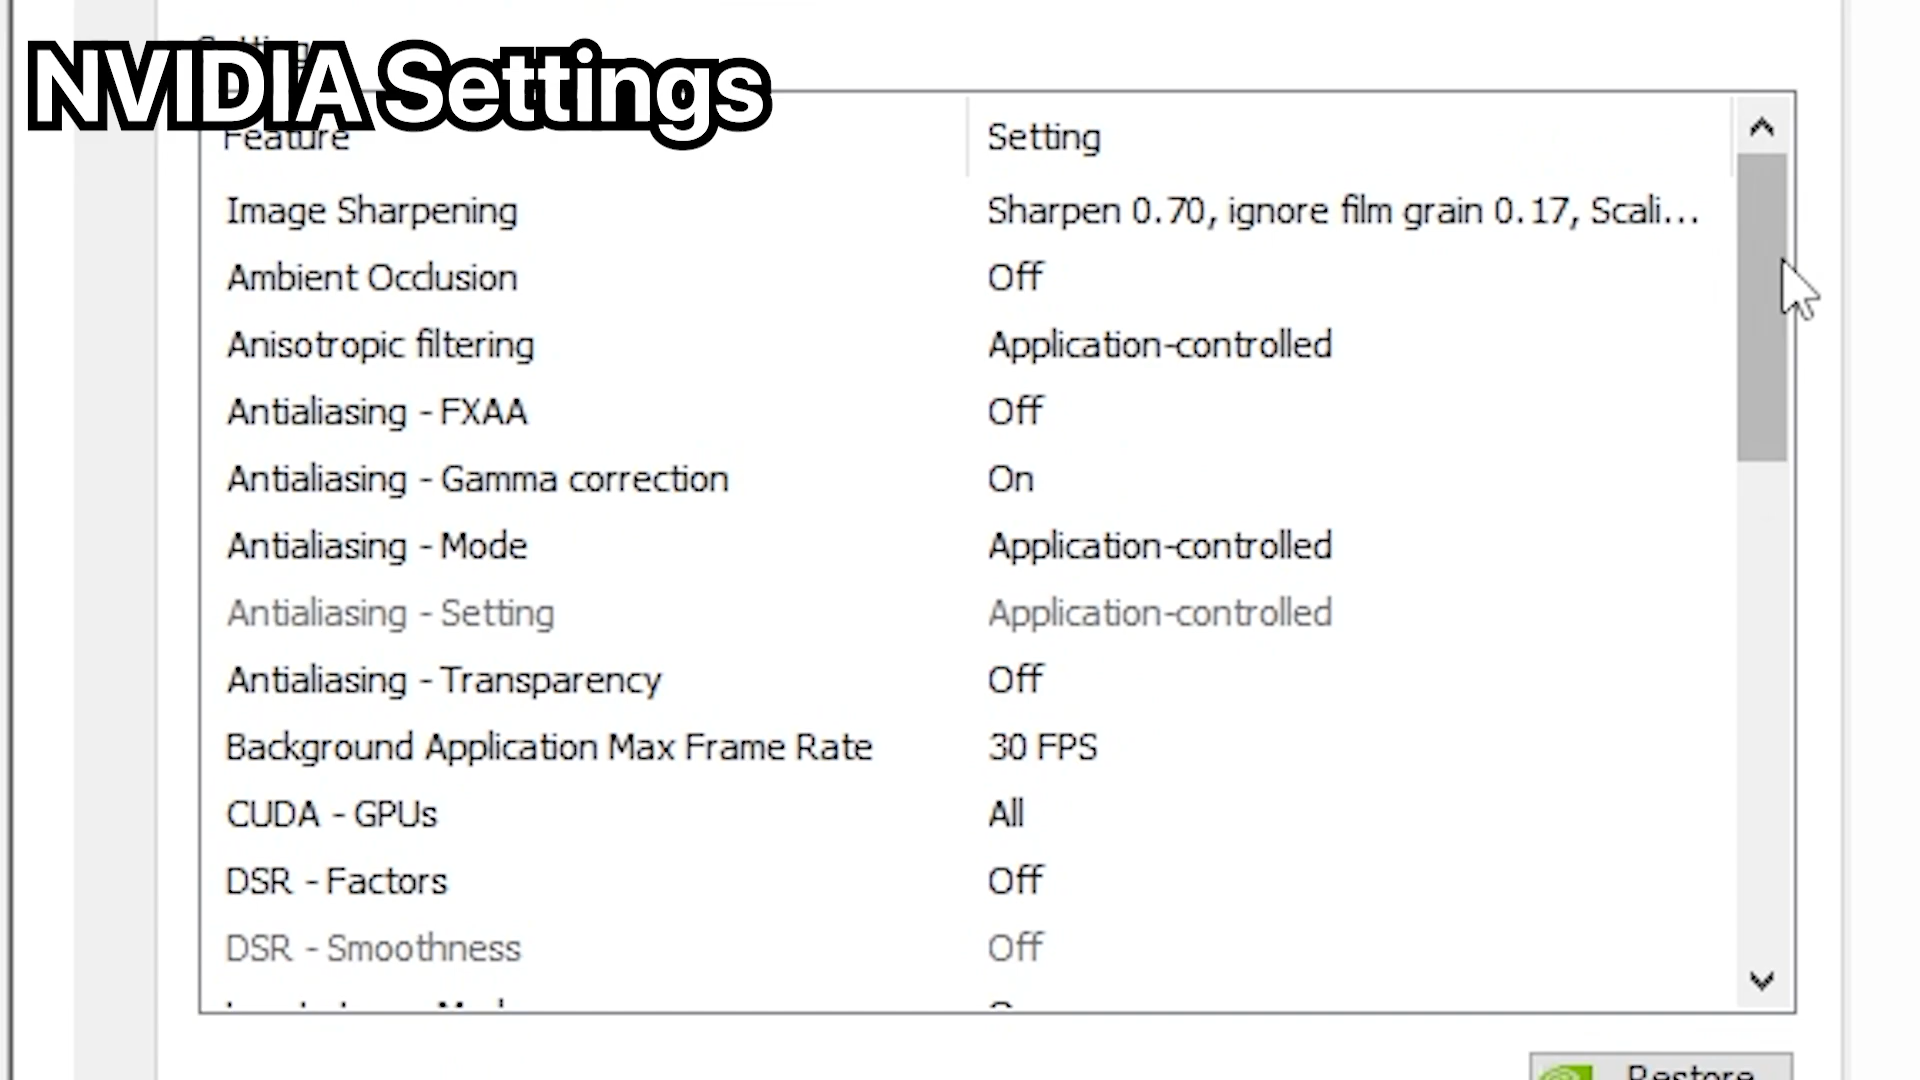 NVIDIA Settings
Feature Setting
Image Sharpening Sharpen 0.70, ignore film grain 0.17, Scali...
Ambient Occlusion Off
Anisotropic filtering Application-controlled
Antialiasing - FXAA Off
Antialiasing - Gamma correction On
Antialiasing - Mode Application-controlled
Antialiasing - Setting Application-controlled
Antialiasing - Transparency Off
Background Application Max Frame Rate 30 FPS
CUDA - GPUs All
DSR - Factors Off
DSR - Smoothness Off
Restore